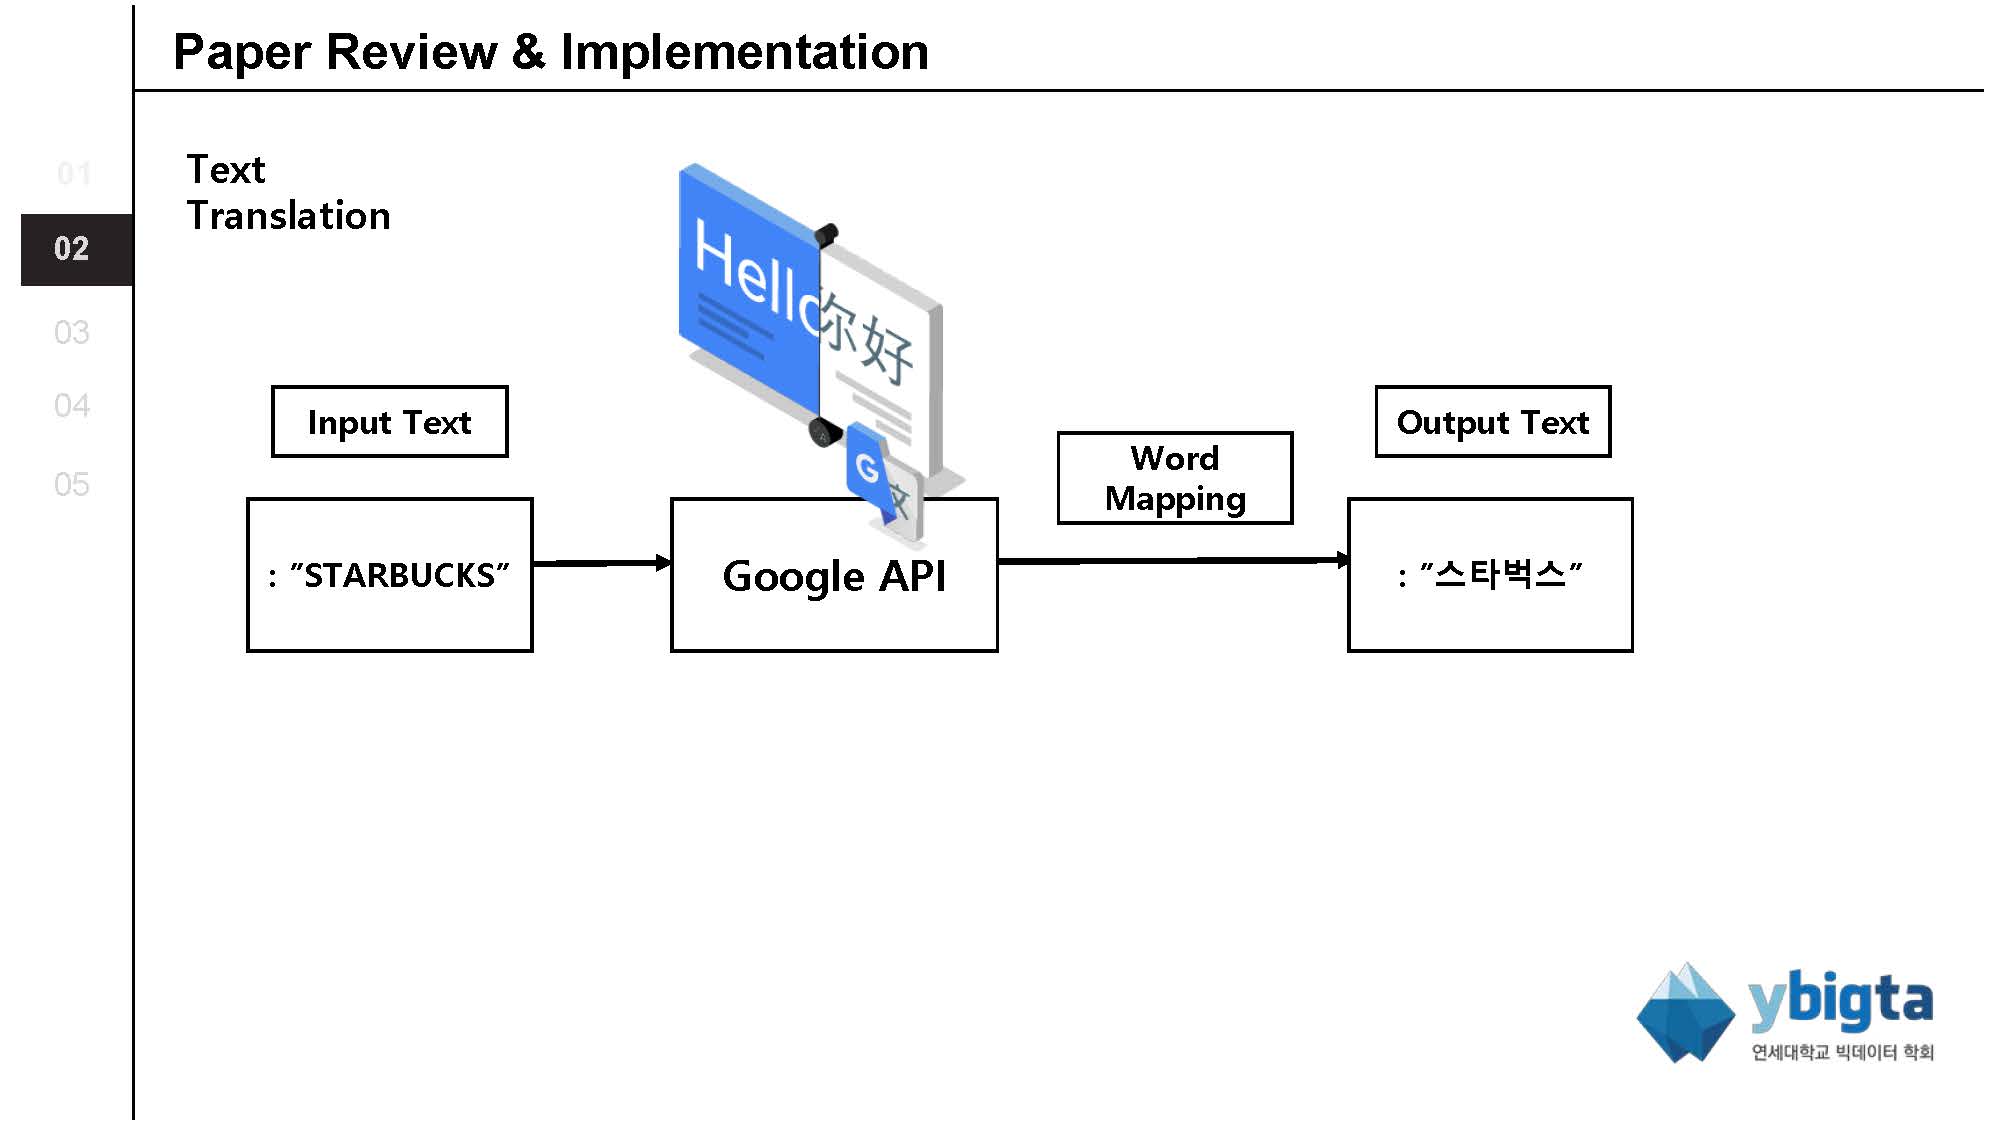 Paper Review & Implementation
01
02
03
04
05
Text
Translation
Hello
你好
G
文
Input Text
: "STARBUCKS"
Google API
Word
Mapping
Output Text
: "스타벅스"
ybigta
연세대학교 빅데이터 학회